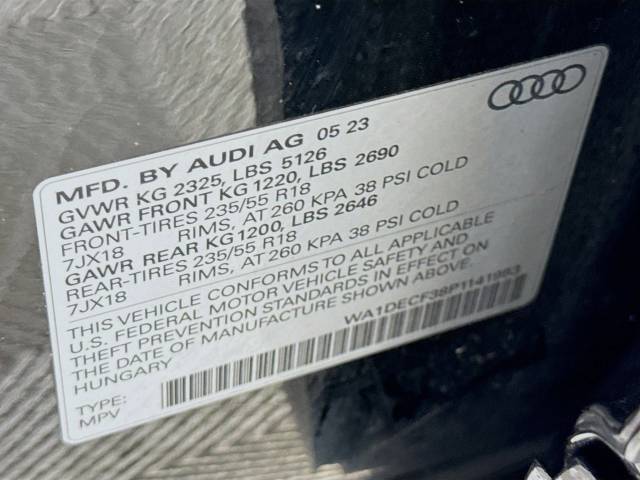 MFD. BY AUDI AG 05 23
GVWR KG 2325, LBS 5126
GAWR FRONT KG 1220, LBS 2690
FRONT-TIRES 235/55 R18
7JX18 RIMS, AT 260 KPA 38 PSI COLD
GAWR REAR KG 1200, LBS 2646
REAR-TIRES 235/55 R18
7JX18 RIMS, AT 260 KPA 38 PSI COLD
THIS VEHICLE CONFORMS TO ALL APPLICABLE
U.S. FEDERAL MOTOR VEHICLE SAFETY AND
THEFT PREVENTION STANDARDS IN EFFECT ON
THE DATE OF MANUFACTURE SHOWN ABOVE.
HUNGARY WA1DECF38P1141983
TYPE:
MPV